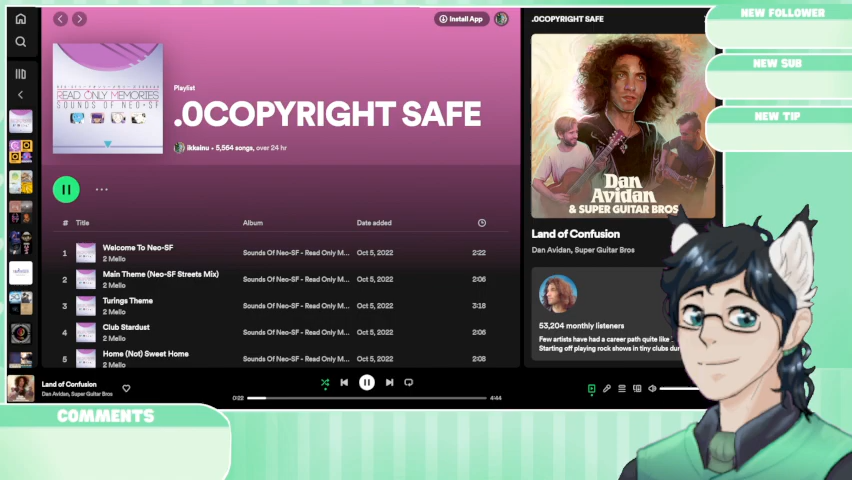 Install App
READ ONLY MEMORIES
SOUNDS OF NEO-SF
Playlist
.0COPYRIGHT SAFE
ikkainu • 5,564 songs, over 24 hr
# Title Album Date added
1 Welcome To Neo-SF 2 Mello Sounds Of Neo-SF - Read Only M... Oct 5, 2022 2:22
2 Main Theme (Neo-SF Streets Mix) 2 Mello Sounds Of Neo-SF - Read Only M... Oct 5, 2022 2:06
3 Turings Theme 2 Mello Sounds Of Neo-SF - Read Only M... Oct 5, 2022 3:18
4 Club Stardust 2 Mello Sounds Of Neo-SF - Read Only M... Oct 5, 2022 2:06
5 Home (Not) Sweet Home 2 Mello Sounds Of Neo-SF - Read Only M... Oct 5, 2022 2:08
.0COPYRIGHT SAFE
Dan
Avidan
& SUPER GUITAR BROS
Land of Confusion
Dan Avidan, Super Guitar Bros
53,204 monthly listeners
Few artists have had a career path quite like
Starting off playing rock shows in tiny clubs
NEW FOLLOWER
NEW SUB
NEW TIP
Land of Confusion
Dan Avidan, Super Guitar Bros
0:22
4:44
COMMENTS